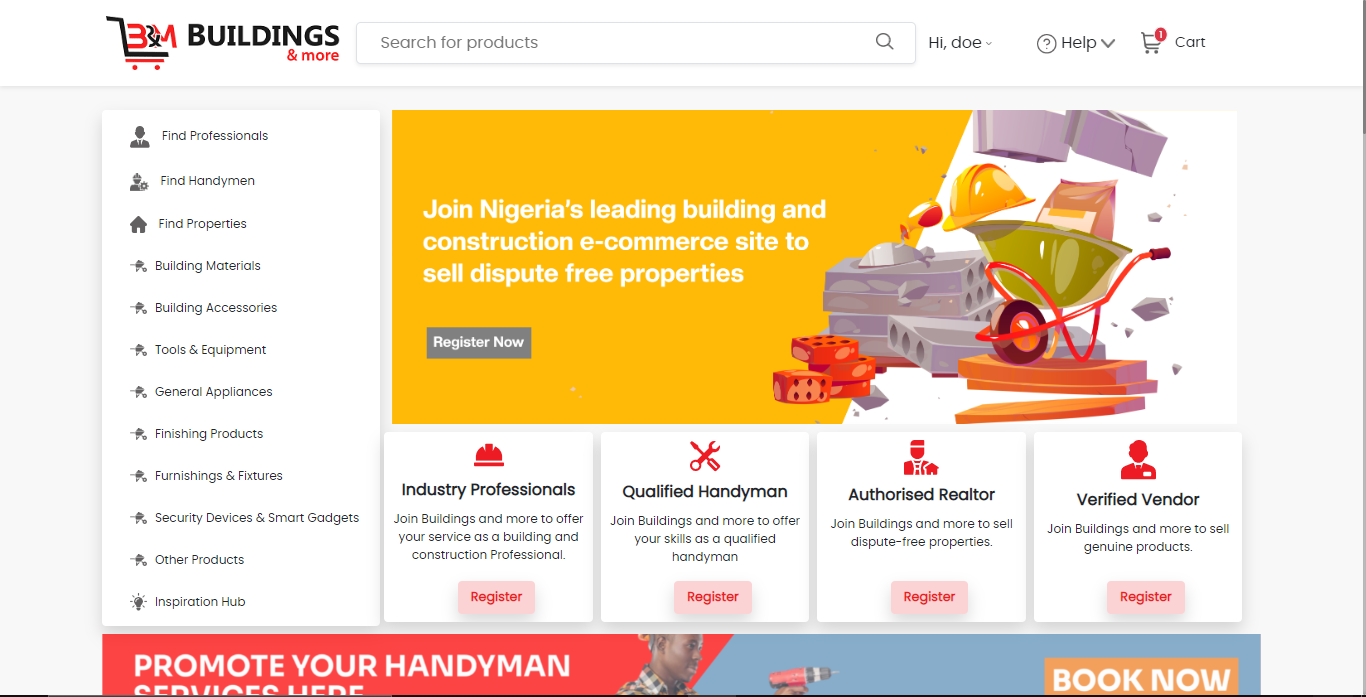 B&M BUILDINGS
& more
Search for products
Hi, doe
Help
1
Cart
Find Professionals
Find Handymen
Find Properties
Building Materials
Building Accessories
Tools & Equipment
General Appliances
Finishing Products
Furnishings & Fixtures
Security Devices & Smart Gadgets
Other Products
Inspiration Hub
Join Nigeria's leading building and
construction e-commerce site to
sell dispute free properties
Register Now
Industry Professionals
Join Buildings and more to offer
your service as a building and
construction Professional.
Register
Qualified Handyman
Join Buildings and more to offer
your skills as a qualified
handyman
Register
Authorised Realtor
Join Buildings and more to sell
dispute-free properties.
Register
Verified Vendor
Join Buildings and more to sell
genuine products.
Register
PROMOTE YOUR HANDYMAN
SERVICES HERE
BOOK NOW